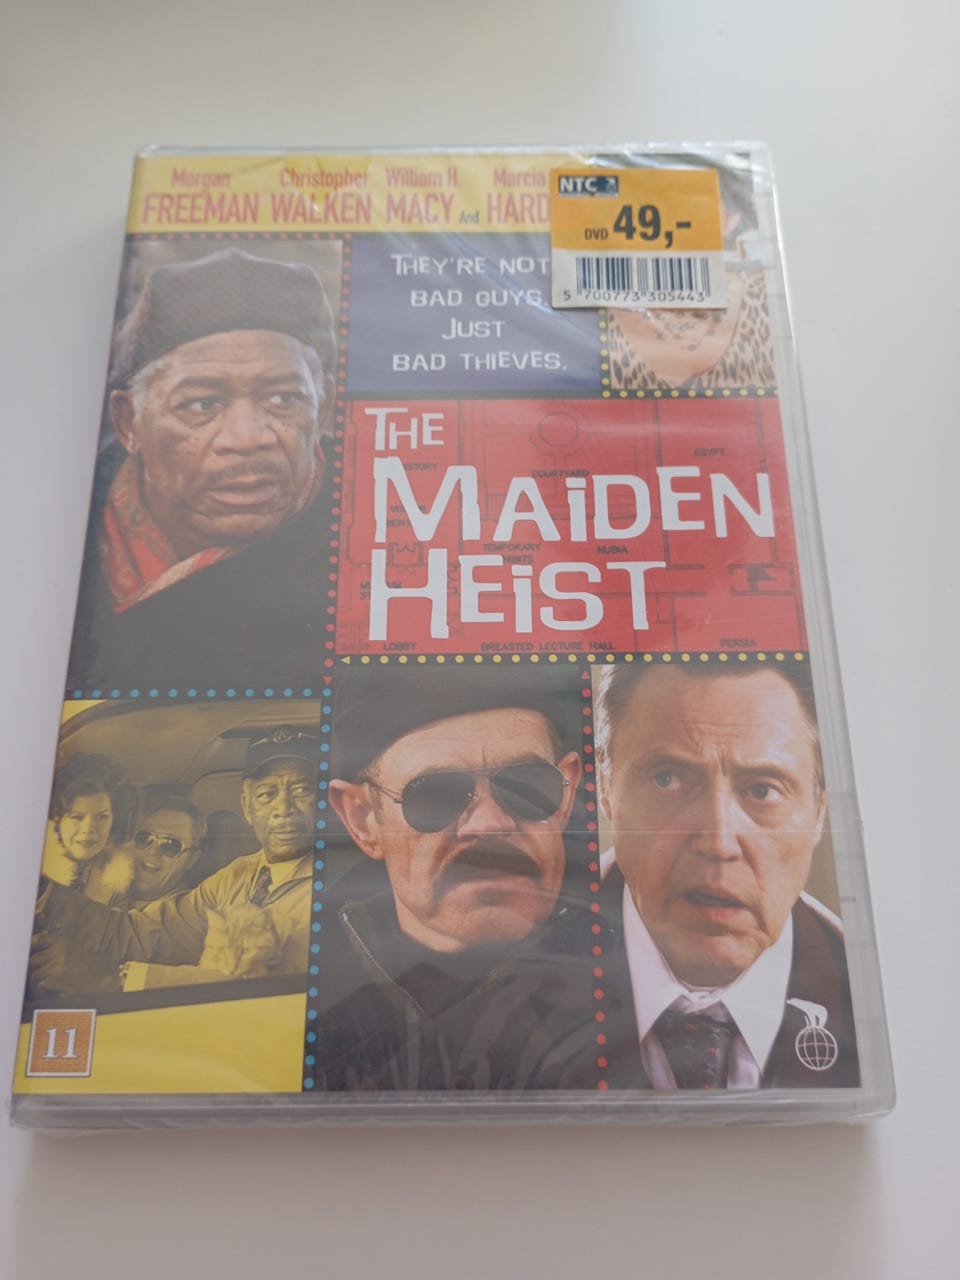 Morgan Christopher William H. Marcia
FREEMAN WALKEN MACY And
NTC
DVD 49,-
5 700773 305443
THEY'RE NOT
BAD GUYS.
JUST
BAD THIEVES.
THE
MAiDEN
HEiST
EGYPT
COURTYARD
TEMPORARY
NUBIA
LOBBY
BREASTED LECTURE HALL
PERSIA
11